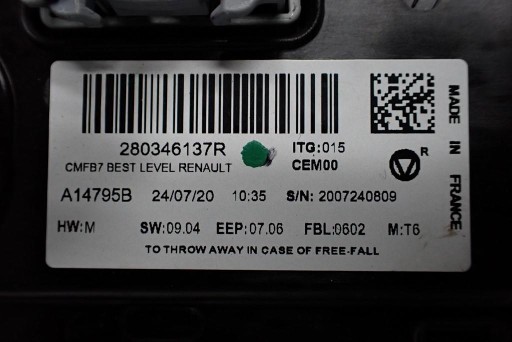 280346137R
ITG:015
CMFB7 BEST LEVEL RENAULT
CEM00
R
A14795B 24/07/20 10:35 S/N: 2007240809
HW:M SW:09.04 EEP:07.06 FBL:0602 M:T6
TO THROW AWAY IN CASE OF FREE-FALL
MADE IN FRANCE